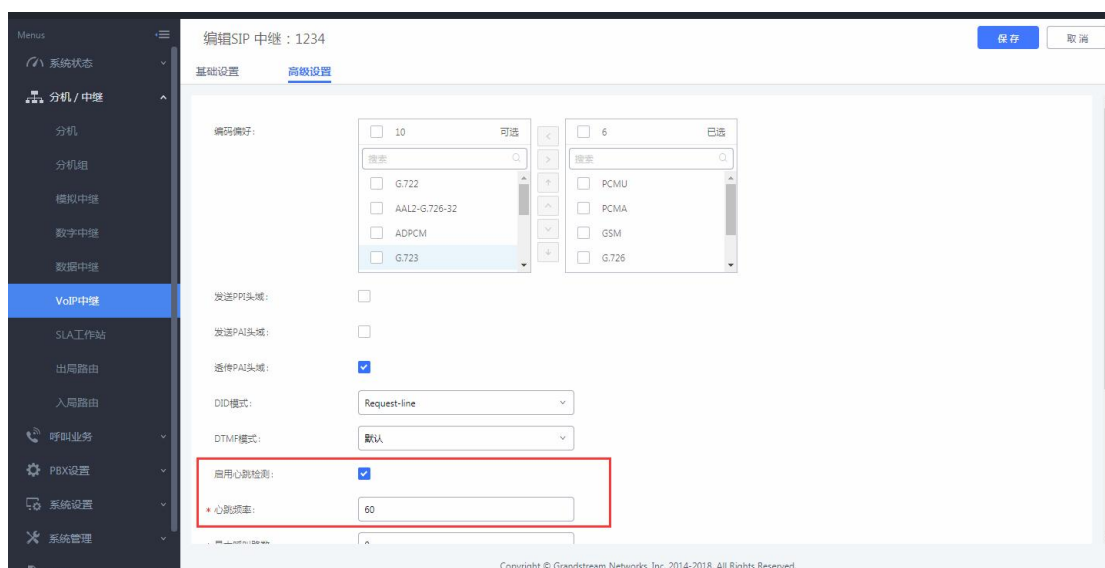 Menus
系统状态
分机 / 中继
分机
分机组
模拟中继
数字中继
数据中继
VoIP中继
SLA工作站
出局路由
入局路由
呼叫业务
PBX设置
系统设置
系统管理
编辑SIP 中继：1234
保存
取消
基础设置
高级设置
编码偏好:
10 可选
搜索
G.722
AAL2-G.726-32
ADPCM
G.723
6 已选
搜索
PCMU
PCMA
GSM
G.726
发送PPI头域:
发送PAI头域:
透传PAI头域:
DID模式:
Request-line
DTMF模式:
默认
启用心跳检测:
* 心跳频率:
60
Copyright © Grandstream Networks, Inc. 2014-2018. All Rights Reserved.